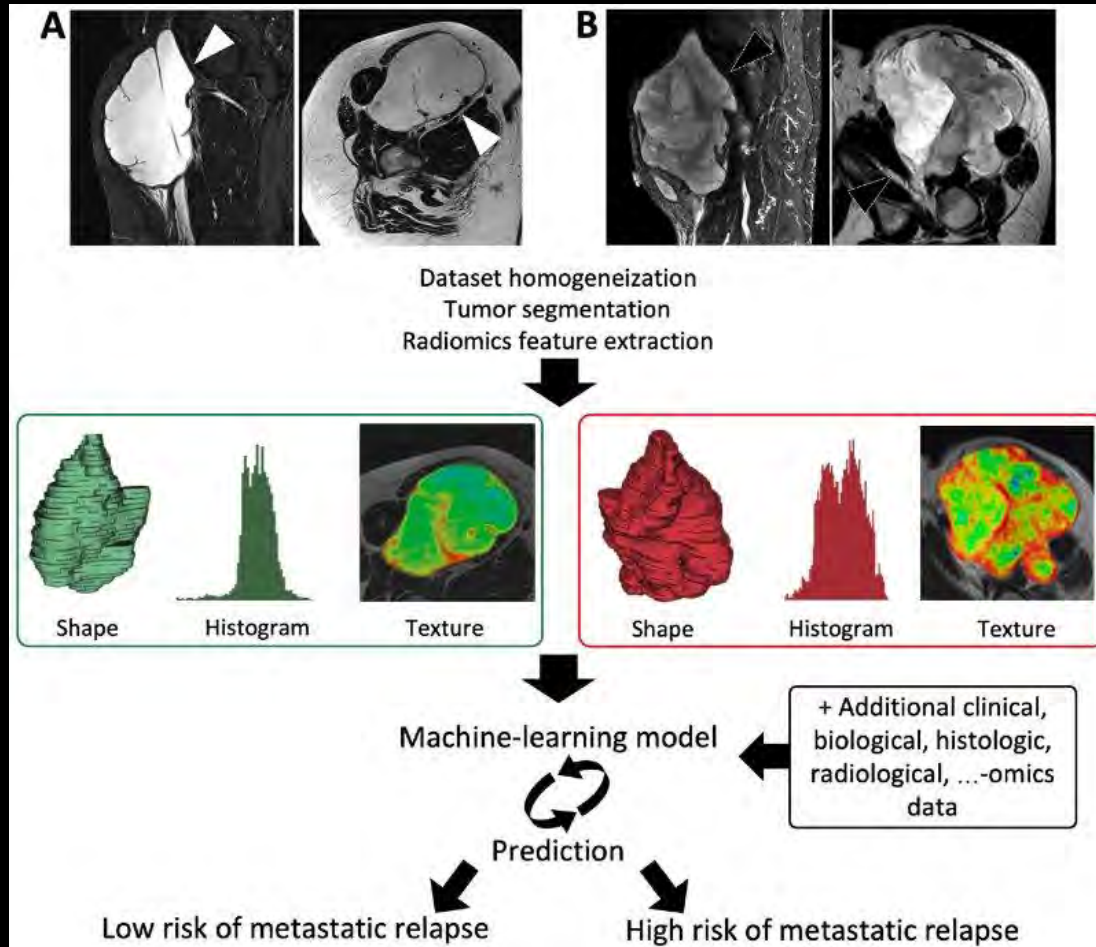 A
B
Dataset homogeneization
Tumor segmentation
Radiomics feature extraction
Shape
Histogram
Texture
Shape
Histogram
Texture
Machine-learning model
+ Additional clinical,
biological, histologic,
radiological, ...-omics
data
Prediction
Low risk of metastatic relapse
High risk of metastatic relapse